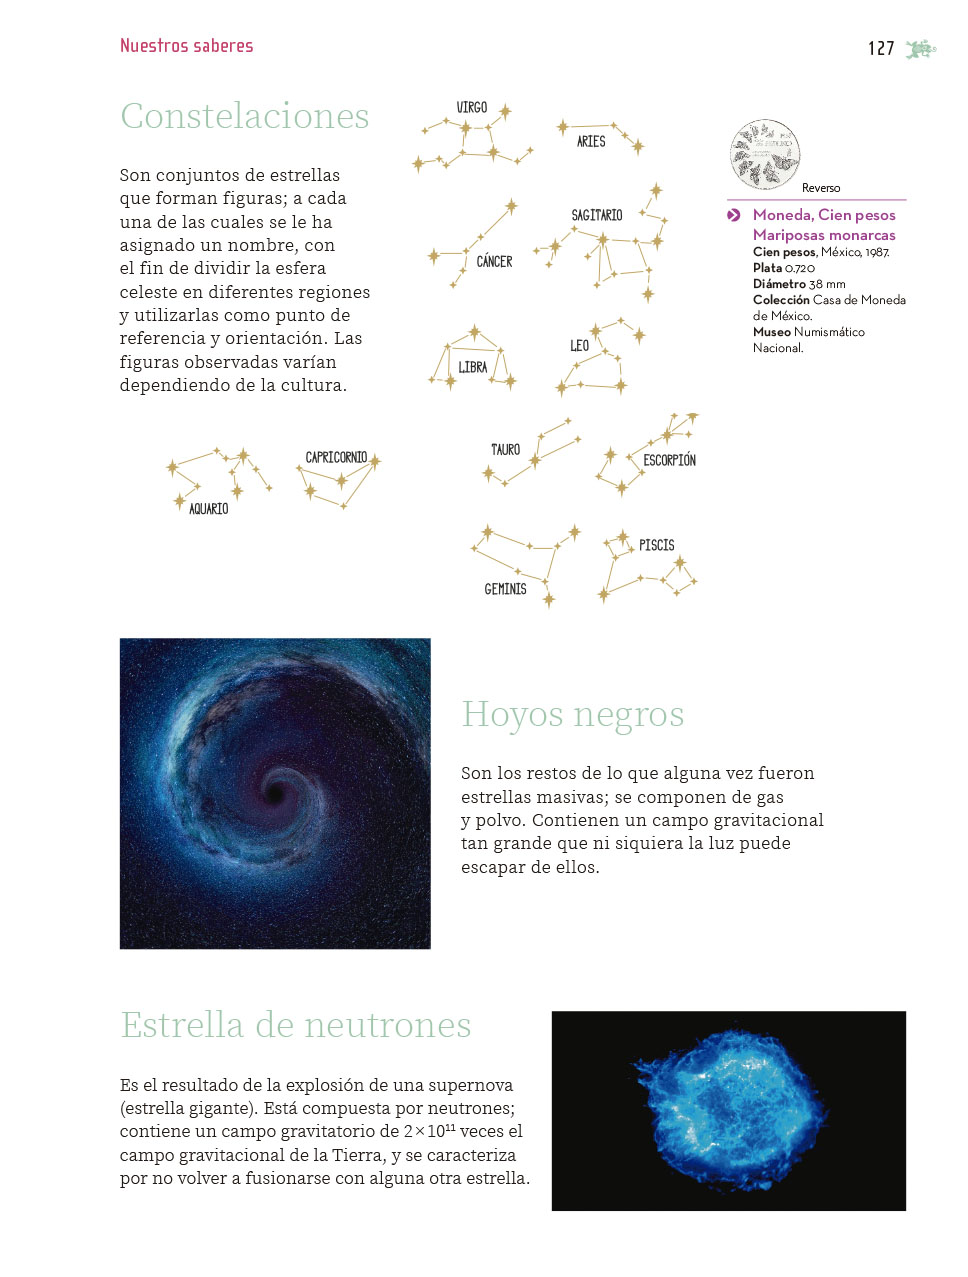 Nuestros saberes
127
Constelaciones
Son conjuntos de estrellas
que forman figuras; a cada
una de las cuales se le ha
asignado un nombre, con
el fin de dividir la esfera
celeste en diferentes regiones
y utilizarlas como punto de
referencia y orientación. Las
figuras observadas varían
dependiendo de la cultura.
VIRGO
ARIES
CÁNCER
SAGITARIO
LIBRA
LEO
TAURO
ESCORPIÓN
AQUARIO
CAPRICORNIO
GEMINIS
PISCIS
Reverso
Moneda, Cien pesos
Mariposas monarcas
Cien pesos, México, 1987.
Plata 0.720
Diámetro 38 mm
Colección Casa de Moneda
de México.
Museo Numismático
Nacional.
Hoyos negros
Son los restos de lo que alguna vez fueron
estrellas masivas; se componen de gas
y polvo. Contienen un campo gravitacional
tan grande que ni siquiera la luz puede
escapar de ellos.
Estrella de neutrones
Es el resultado de la explosión de una supernova
(estrella gigante). Está compuesta por neutrones;
contiene un campo gravitatorio de 2×10¹¹ veces el
campo gravitacional de la Tierra, y se caracteriza
por no volver a fusionarse con alguna otra estrella.